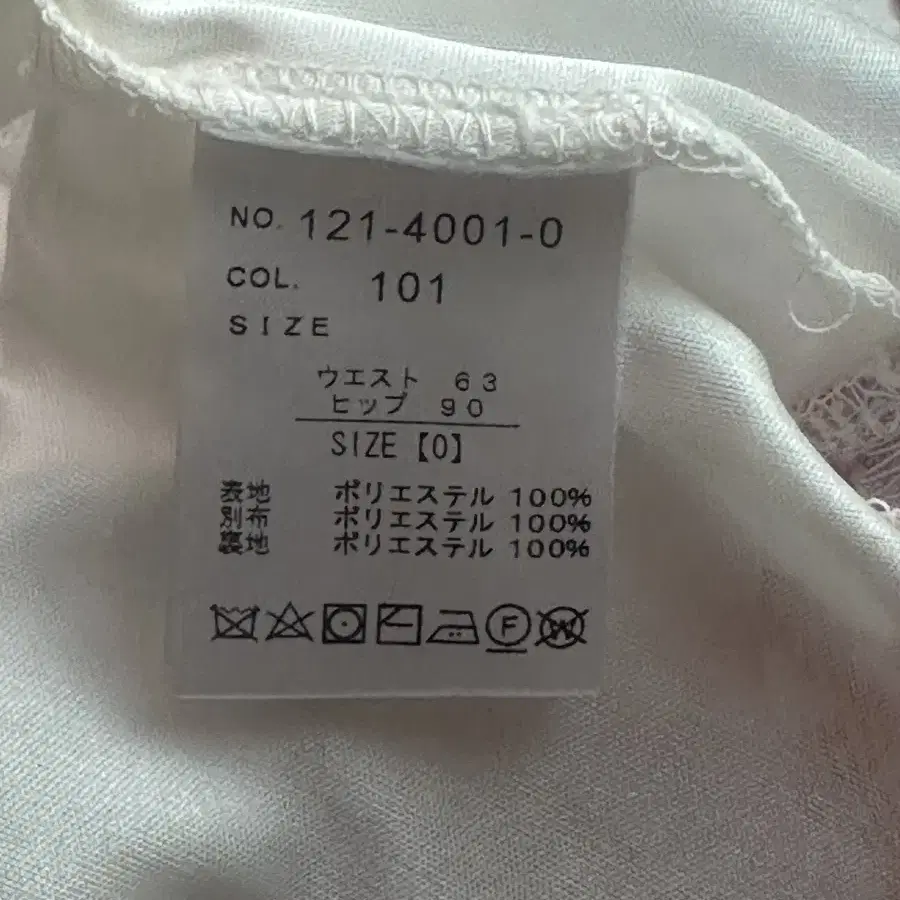 NO. 121-4001-0
COL. 101
SIZE
ウエスト 63
ヒップ 90
SIZE【0】
表地 ポリエステル 100%
別布 ポリエステル 100%
裏地 ポリエステル 100%
F W